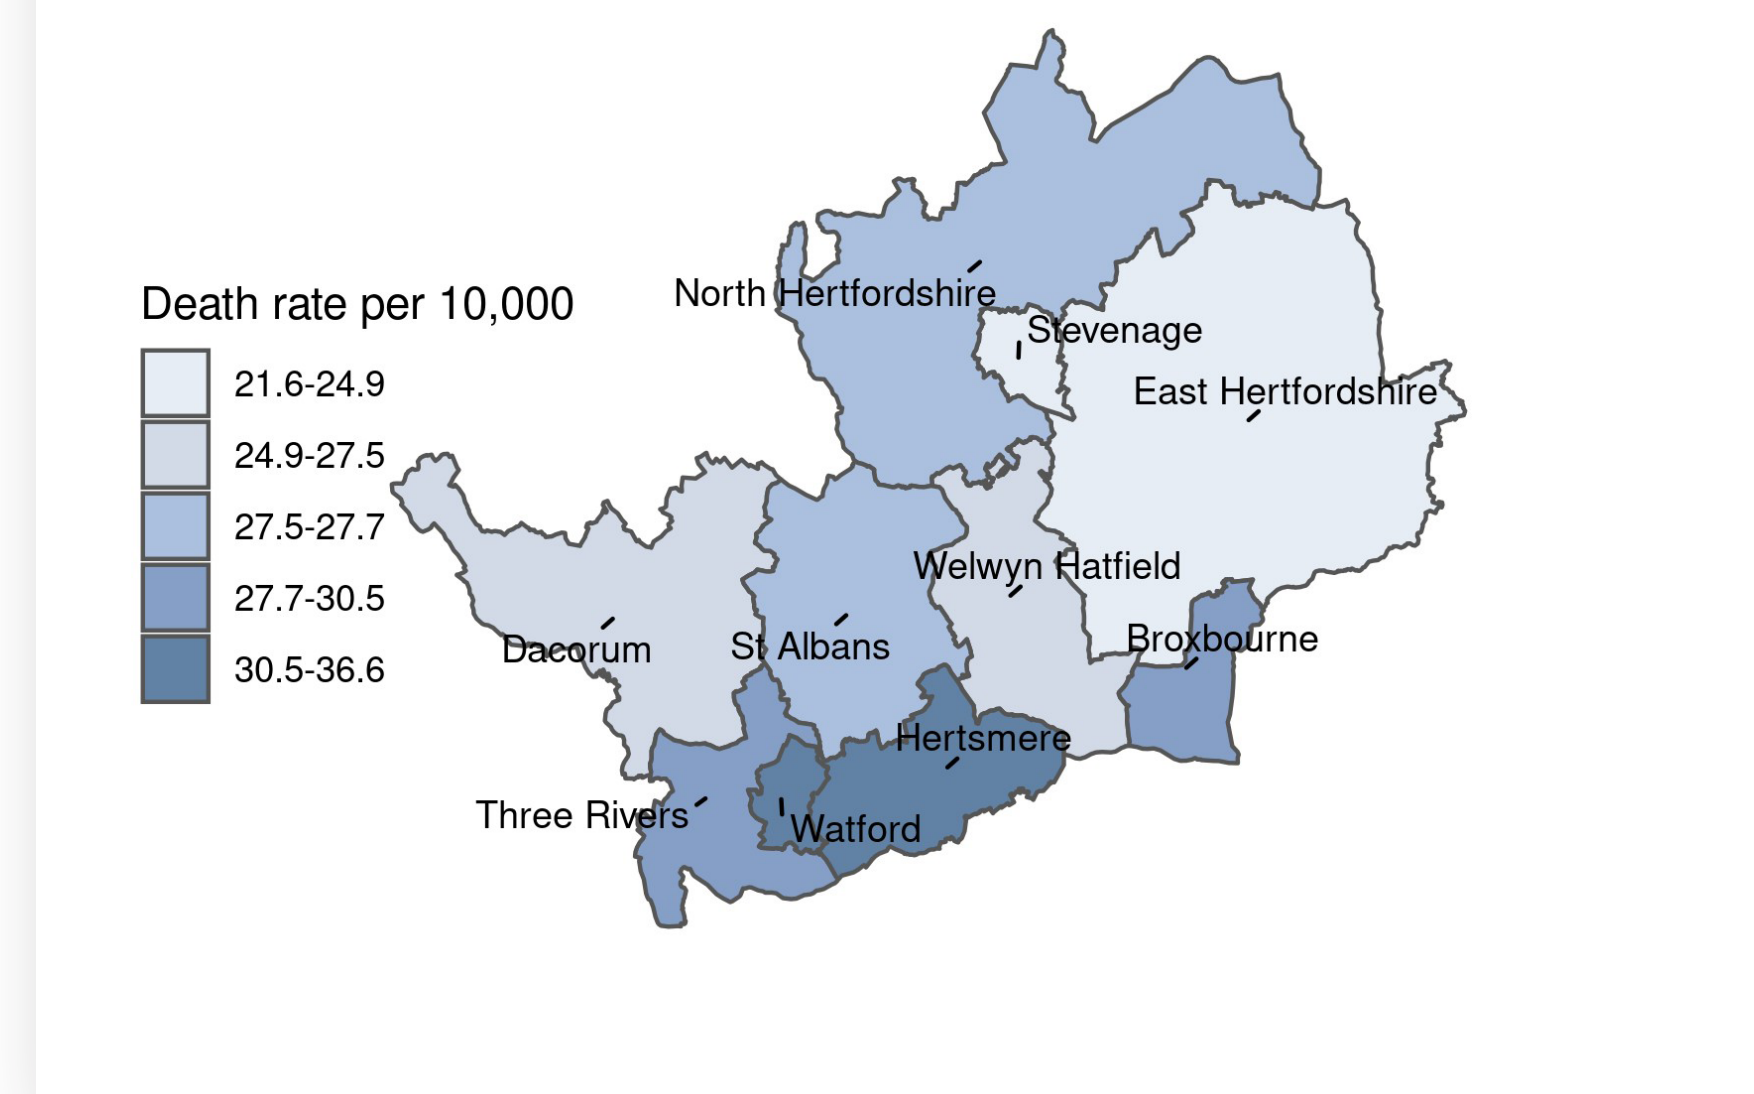 North Hertfordshire
Death rate per 10,000
Stevenage
21.6-24.9
East Hertfordshire
24.9-27.5
27.5-27.7
Welwyn Hatfield
27.7-30.5
Dacorum
St Albans
Broxbourne
30.5-36.6
Hertsmere
Three Rivers
Watford